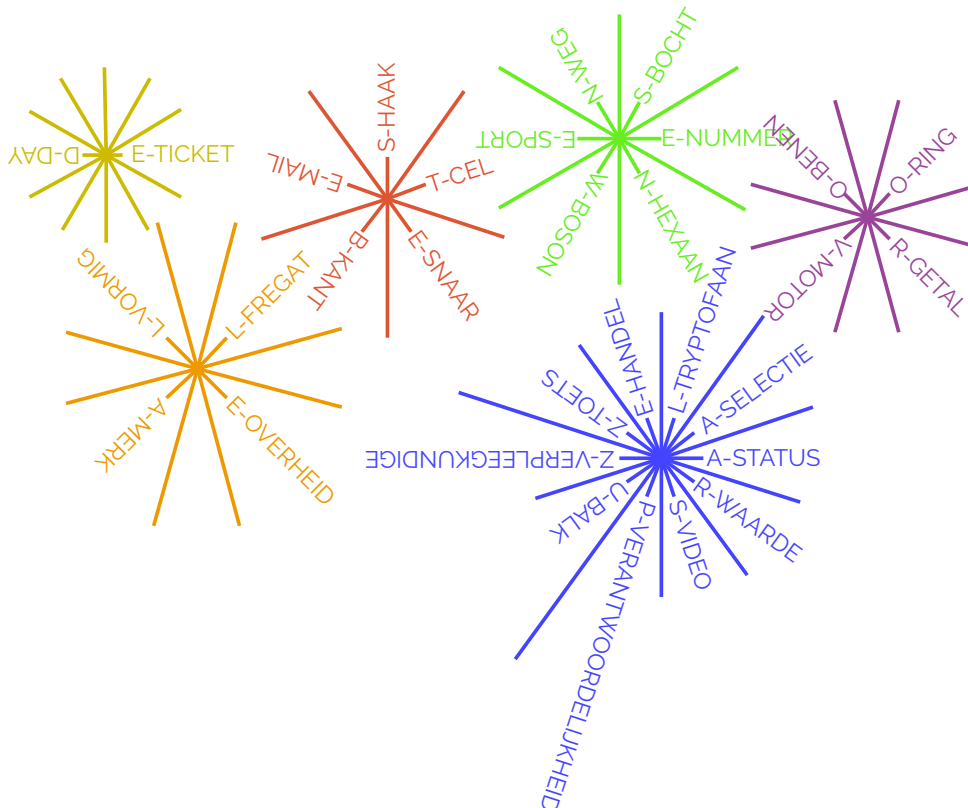 D-DAY
E-TICKET
S-HAAK
T-CEL
E-SNAAR
B-KANT
E-MAIL
N-WEG
S-BOCHT
E-NUMMER
N-HEXAAN
W-BOSON
E-SPORT
O-BENEN
O-RING
R-GETAL
V-MOTOR
L-VORMIG
L-FREGAT
E-OVERHEID
A-MERK
E-HANDEL
L-TRYPTOFAAN
A-SELECTIE
A-STATUS
R-WAARDE
S-VIDEO
P-VERANTWOORDELIJKHEID
U-BALK
Z-VERPLEEGKUNDIGE
Z-TOETS